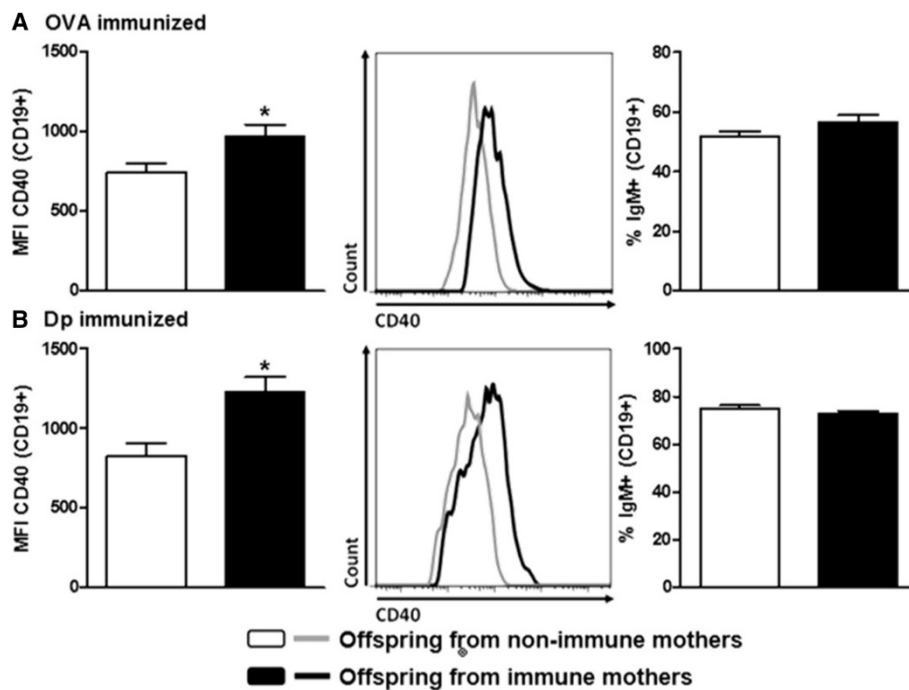 A OVA immunized
MFI CD40 (CD19+)
1500
1000
500
0
*
Count
CD40
% IgM+ (CD19+)
80
60
40
20
0
B Dp immunized
MFI CD40 (CD19+)
1500
1000
500
0
*
Count
CD40
% IgM+ (CD19+)
100
80
60
40
20
0
Offspring from non-immune mothers
Offspring from immune mothers